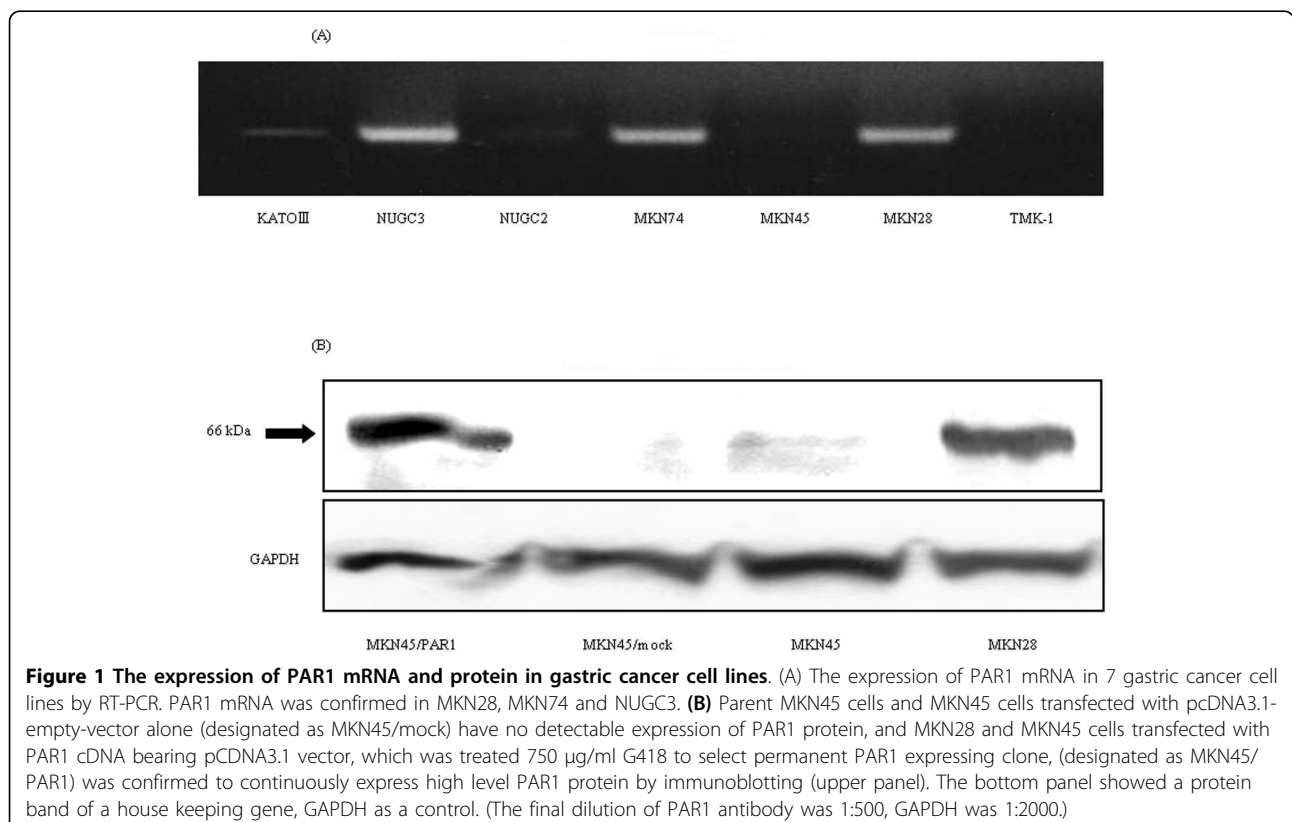 (A)
KATOⅢ NUGC3 NUGC2 MKN74 MKN45 MKN28 TMK-1
(B)
66 kDa
GAPDH
MKN45/PAR1 MKN45/mock MKN45 MKN28
Figure 1 The expression of PAR1 mRNA and protein in gastric cancer cell lines. (A) The expression of PAR1 mRNA in 7 gastric cancer cell
lines by RT-PCR. PAR1 mRNA was confirmed in MKN28, MKN74 and NUGC3. (B) Parent MKN45 cells and MKN45 cells transfected with pcDNA3.1-
empty-vector alone (designated as MKN45/mock) have no detectable expression of PAR1 protein, and MKN28 and MKN45 cells transfected with
PAR1 cDNA bearing pCDNA3.1 vector, which was treated 750 μg/ml G418 to select permanent PAR1 expressing clone, (designated as MKN45/
PAR1) was confirmed to continuously express high level PAR1 protein by immunoblotting (upper panel). The bottom panel showed a protein
band of a house keeping gene, GAPDH as a control. (The final dilution of PAR1 antibody was 1:500, GAPDH was 1:2000.)